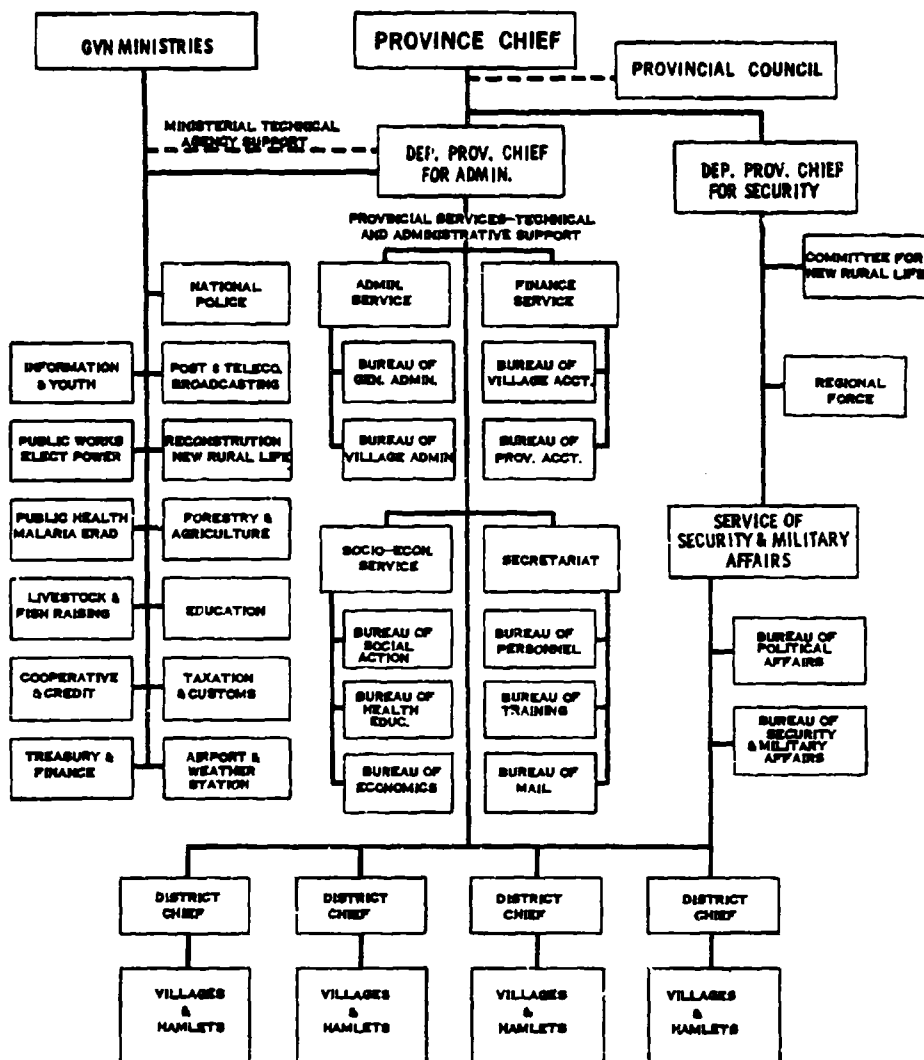 GVN MINISTRIES
PROVINCE CHIEF
PROVINCIAL COUNCIL
MINISTERIAL TECHNICAL
AGENCY SUPPORT
DEP. PROV. CHIEF
FOR ADMIN.
DEP. PROV. CHIEF
FOR SECURITY
PROVINCIAL SERVICES-TECHNICAL
AND ADMINISTRATIVE SUPPORT
COMMITTEE FOR
NEW RURAL LIFE
NATIONAL
POLICE
ADMIN.
SERVICE
FINANCE
SERVICE
INFORMATION
& YOUTH
POST & TELECO.
BROADCASTING
BUREAU OF
GEN. ADMIN.
BUREAU OF
VILLAGE ACCT.
REGIONAL
FORCE
PUBLIC WORKS
ELECT POWER
RECONSTRUTION
NEW RURAL LIFE
BUREAU OF
VILLAGE ADMIN
BUREAU OF
PROV. ACCT.
PUBLIC HEALTH
MALARIA ERAD
FORESTRY &
AGRICULTURE
SOCIO-ECON.
SERVICE
SECRETARIAT
SERVICE OF
SECURITY & MILITARY
AFFAIRS
LIVESTOCK &
FISH RAISING
EDUCATION
BUREAU OF
SOCIAL
ACTION
BUREAU OF
PERSONNEL
BUREAU OF
POLITICAL
AFFAIRS
COOPERATIVE
& CREDIT
TAXATION
& CUSTOMS
BUREAU OF
HEALTH
EDUC.
BUREAU OF
TRAINING
BUREAU OF
SECURITY
& MILITARY
AFFAIRS
TREASURY &
FINANCE
AIRPORT &
WEATHER
STATION
BUREAU OF
ECONOMICS
BUREAU OF
MAIL
DISTRICT
CHIEF
DISTRICT
CHIEF
DISTRICT
CHIEF
DISTRICT
CHIEF
VILLAGES
&
HAMLETS
VILLAGES
&
HAMLETS
VILLAGES
&
HAMLETS
VILLAGES
&
HAMLETS